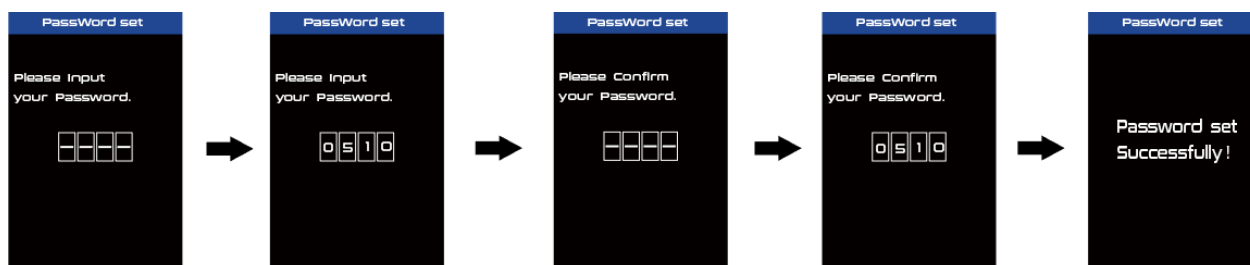 PassWord set
Please Input
your Password.
----
PassWord set
Please Input
your Password.
0510
PassWord set
Please Confirm
your Password.
----
PassWord set
Please Confirm
your Password.
0510
PassWord set
Password set
Successfully!